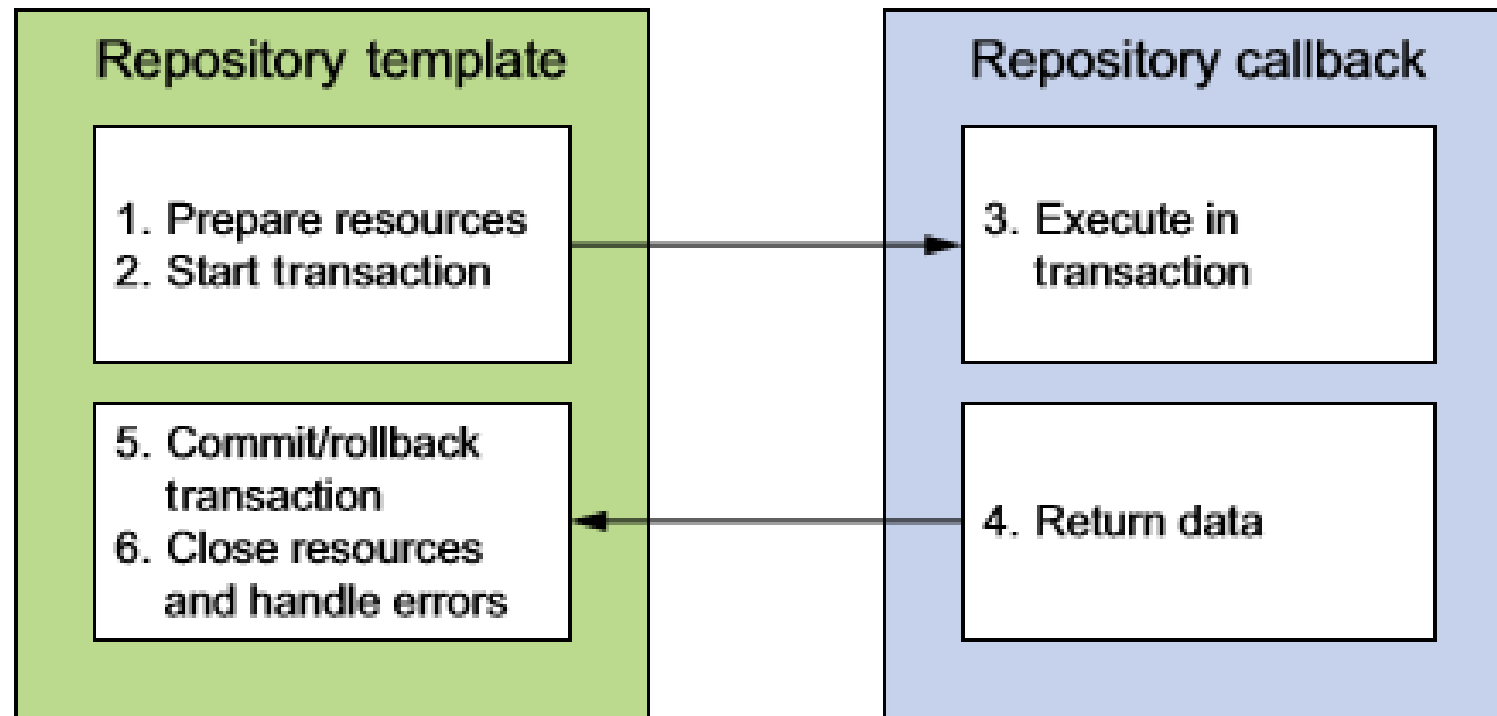 Repository template
1. Prepare resources
2. Start transaction
5. Commit/rollback
transaction
6. Close resources
and handle errors
Repository callback
3. Execute in
transaction
4. Return data